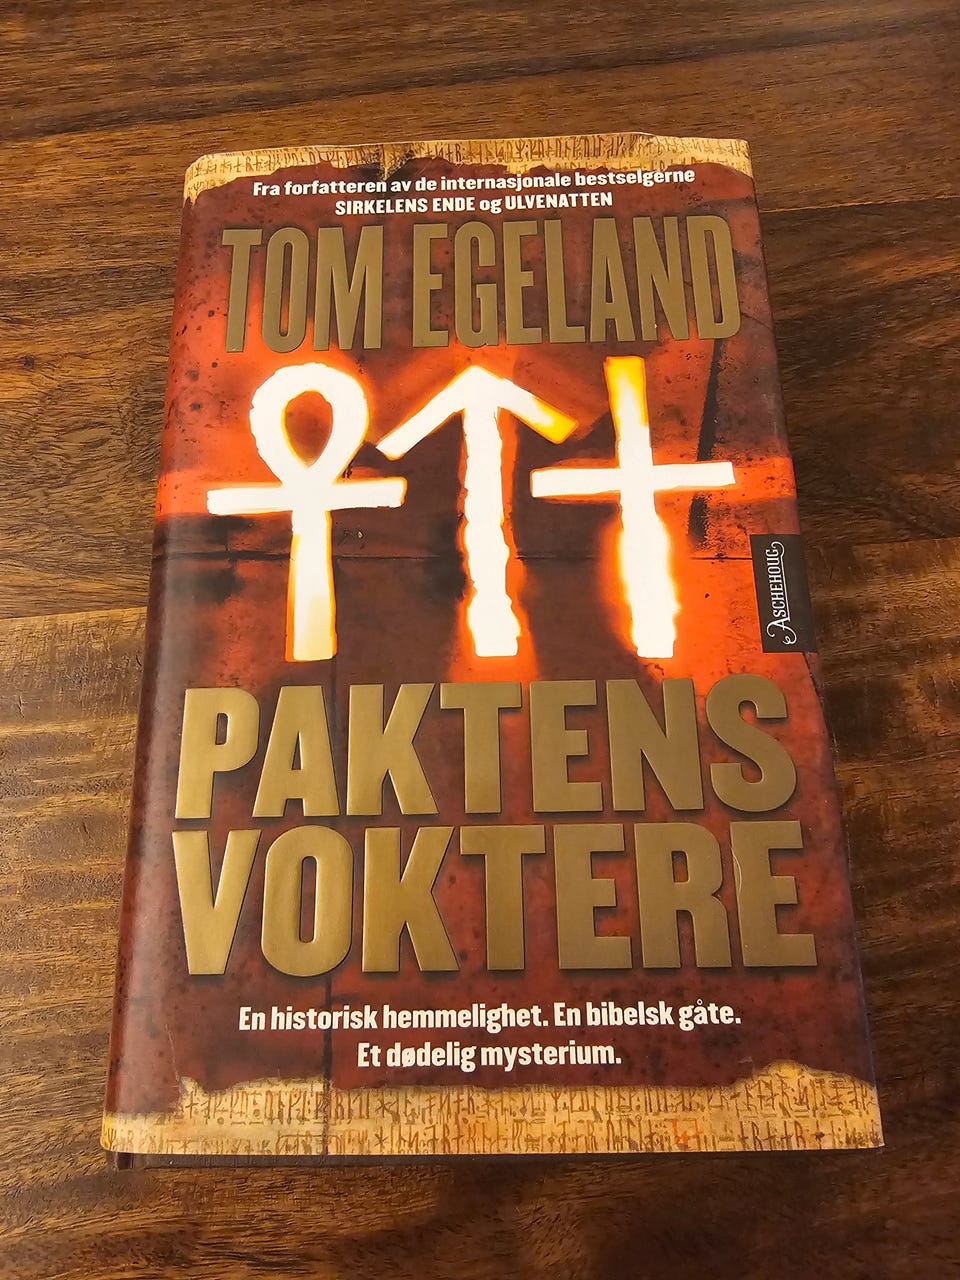 Fra forfatteren av de internasjonale bestselgerne
SIRKELENS ENDE og ULVENATTEN
TOM EGELAND
ASCHEHOUG
PAKTENS
VOKTERE
En historisk hemmelighet. En bibelsk gåte.
Et dødelig mysterium.